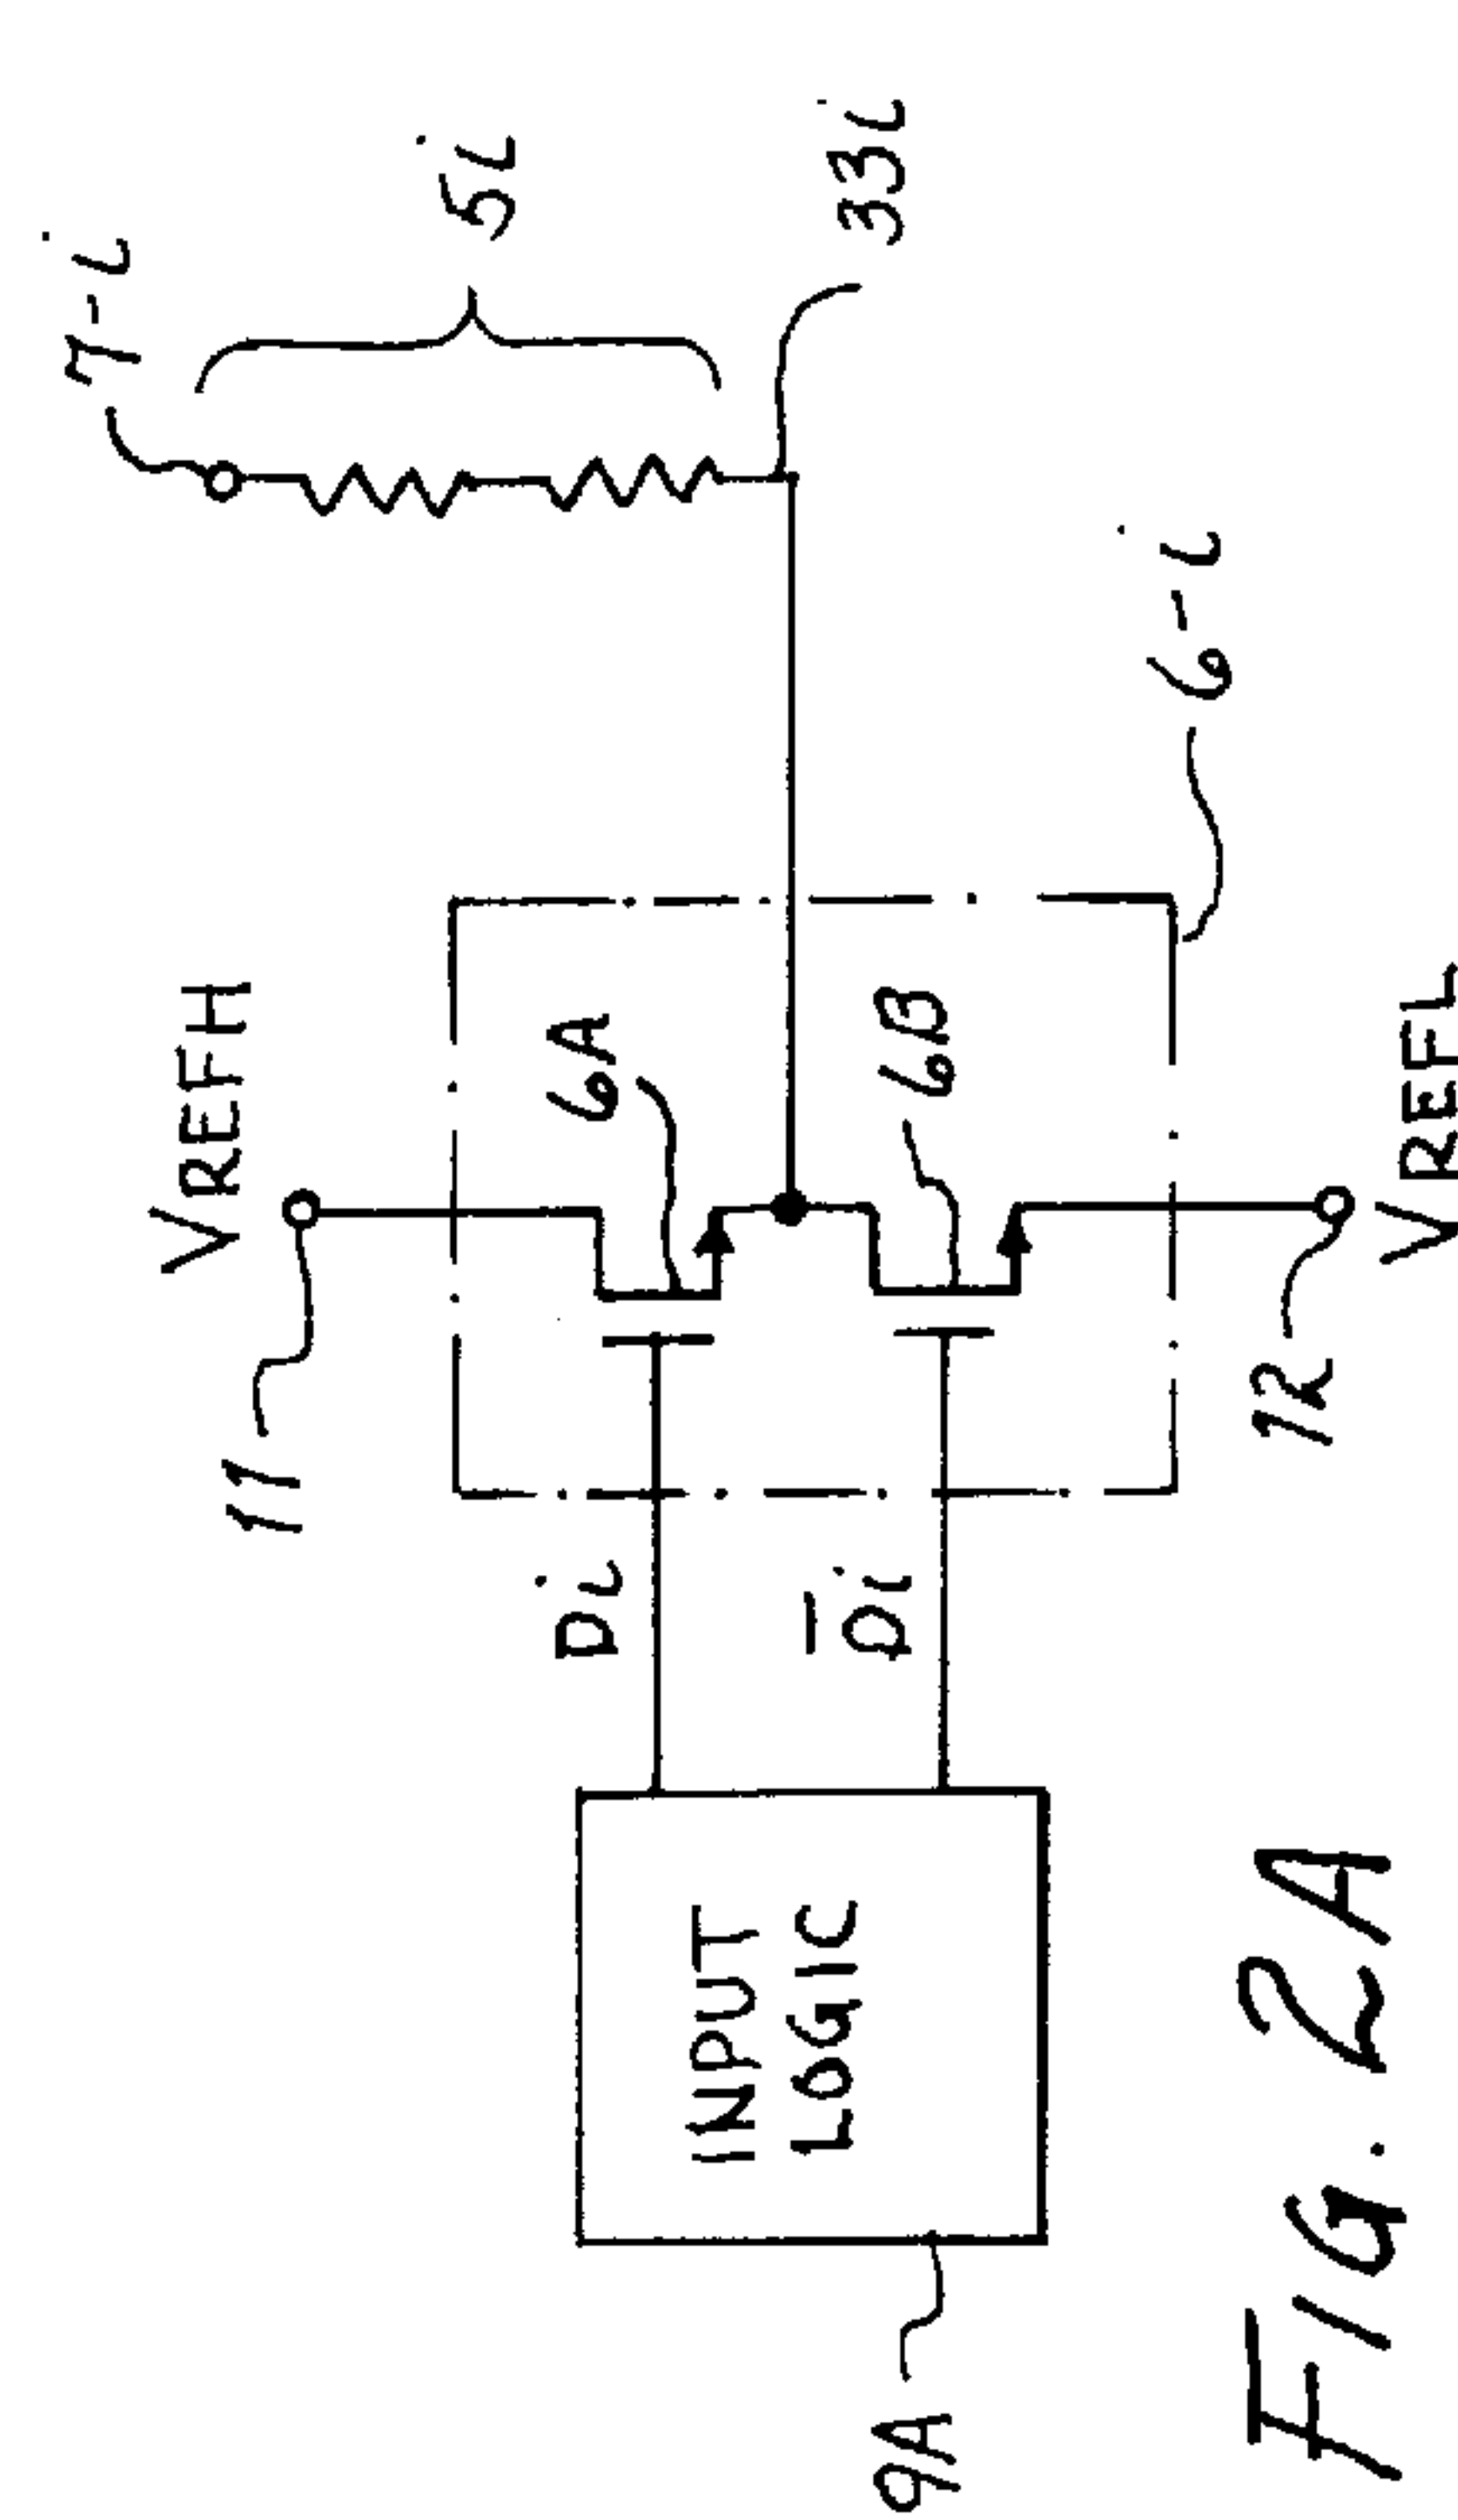 7-i
5i
VREFH
11
6A
33i
Di
D̅i
6B
INPUT
LOGIC
6-i
9A
12
VREFL
Fig. 2A